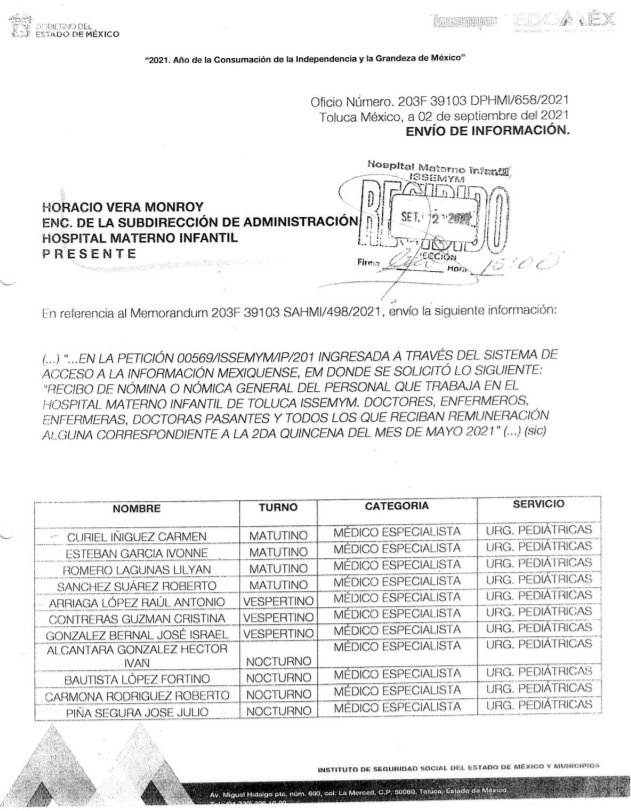 GOBIERNO DEL
ESTADO DE MÉXICO
EDOMÉX
"2021. Año de la Consumación de la Independencia y la Grandeza de México"
Oficio Número. 203F 39103 DPHMI/658/2021
Toluca México, a 02 de septiembre del 2021
ENVÍO DE INFORMACIÓN.
Hospital Materno Infantil
ISSEMYM
RECIBIDO
SET. 2 2021
Firma
Hora 15:00
HORACIO VERA MONROY
ENC. DE LA SUBDIRECCIÓN DE ADMINISTRACIÓN
HOSPITAL MATERNO INFANTIL
P R E S E N T E
En referencia al Memorandum 203F 39103 SAHMI/498/2021, envío la siguiente información:
(...) "...EN LA PETICIÓN 00569/ISSEMYM/IP/201 INGRESADA A TRAVÉS DEL SISTEMA DE
ACCESO A LA INFORMACIÓN MEXIQUENSE, EM DONDE SE SOLICITÓ LO SIGUIENTE:
"RECIBO DE NÓMINA O NÓMICA GENERAL DEL PERSONAL QUE TRABAJA EN EL
HOSPITAL MATERNO INFANTIL DE TOLUCA ISSEMYM. DOCTORES, ENFERMEROS,
ENFERMERAS, DOCTORAS PASANTES Y TODOS LOS QUE RECIBAN REMUNERACIÓN
ALGUNA CORRESPONDIENTE A LA 2DA QUINCENA DEL MES DE MAYO 2021" (...) (sic)
NOMBRE TURNO CATEGORIA SERVICIO
CURIEL IÑIGUEZ CARMEN MATUTINO MÉDICO ESPECIALISTA URG. PEDIÁTRICAS
ESTEBAN GARCIA IVONNE MATUTINO MÉDICO ESPECIALISTA URG. PEDIÁTRICAS
ROMERO LAGUNAS LILYAN MATUTINO MÉDICO ESPECIALISTA URG. PEDIÁTRICAS
SANCHEZ SUÁREZ ROBERTO MATUTINO MÉDICO ESPECIALISTA URG. PEDIÁTRICAS
ARRIAGA LÓPEZ RAÚL ANTONIO VESPERTINO MÉDICO ESPECIALISTA URG. PEDIÁTRICAS
CONTRERAS GUZMAN CRISTINA VESPERTINO MÉDICO ESPECIALISTA URG. PEDIÁTRICAS
GONZALEZ BERNAL JOSÉ ISRAEL VESPERTINO MÉDICO ESPECIALISTA URG. PEDIÁTRICAS
ALCANTARA GONZALEZ HECTOR
IVAN NOCTURNO MÉDICO ESPECIALISTA URG. PEDIÁTRICAS
BAUTISTA LÓPEZ FORTINO NOCTURNO MÉDICO ESPECIALISTA URG. PEDIÁTRICAS
CARMONA RODRIGUEZ ROBERTO NOCTURNO MÉDICO ESPECIALISTA URG. PEDIÁTRICAS
PIÑA SEGURA JOSE JULIO NOCTURNO MÉDICO ESPECIALISTA URG. PEDIÁTRICAS
INSTITUTO DE SEGURIDAD SOCIAL DEL ESTADO DE MÉXICO Y MUNICIPIOS
Av. Miguel Hidalgo pte. núm. 600, col. La Merced, C.P. 50080, Toluca, Estado de México.